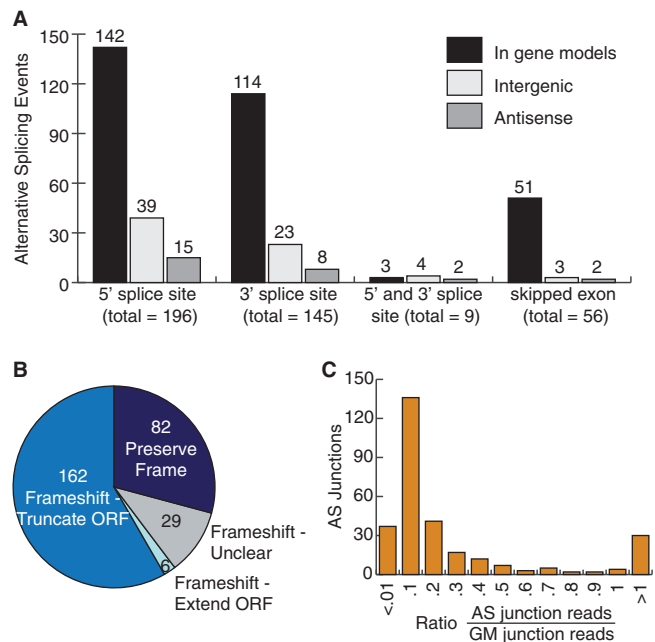 A
142
114
51
39
23
15
8
3
4
2
3
2
150
120
90
60
30
0
Alternative Splicing Events
In gene models
Intergenic
Antisense
5' splice site
(total = 196)
3' splice site
(total = 145)
5' and 3' splice
site (total = 9)
skipped exon
(total = 56)
B
82
Preserve
Frame
162
Frameshift -
Truncate ORF
29
Frameshift -
Unclear
6
Frameshift -
Extend ORF
C
150
120
90
60
30
0
AS Junctions
<.01
.1
.2
.3
.4
.5
.6
.7
.8
.9
1
>1
Ratio
AS junction reads
GM junction reads